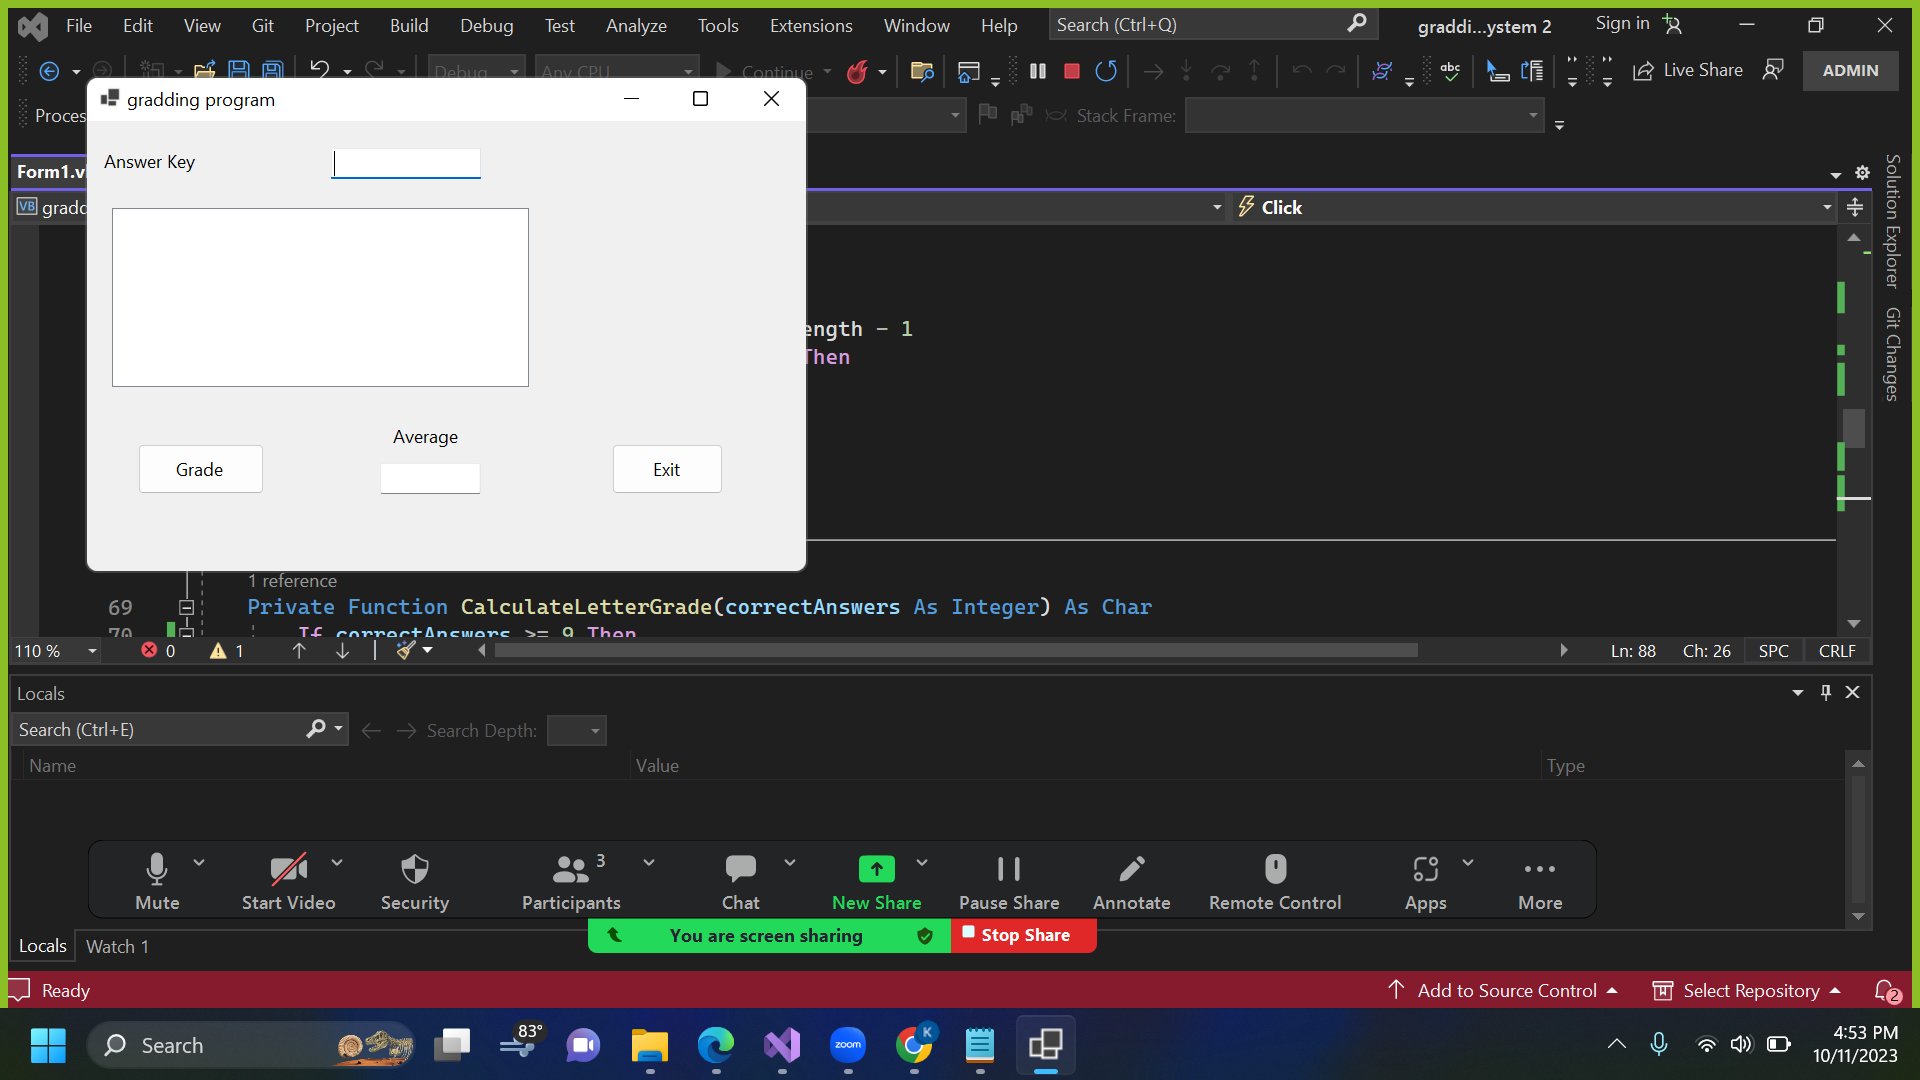 File Edit View Git Project Build Debug Test Analyze Tools Extensions Window Help Search (Ctrl+Q) graddi...ystem 2 Sign in
Debug Any CPU Continue abc Live Share ADMIN
gradding program
Proces Stack Frame:
Answer Key
Form1.v
VB gradd Click
ength - 1
Then
Average
Grade Exit
1 reference
69 Private Function CalculateLetterGrade(correctAnswers As Integer) As Char
70 If correctAnswers >= 9 Then
110 % 0 1 Ln: 88 Ch: 26 SPC CRLF
Solution Explorer
Git Changes
Locals
Search (Ctrl+E) Search Depth:
Name Value Type
3
Mute Start Video Security Participants Chat New Share Pause Share Annotate Remote Control Apps More
You are screen sharing Stop Share
Locals Watch 1
Ready Add to Source Control Select Repository 2
Search 83° zoom K 4:53 PM
10/11/2023